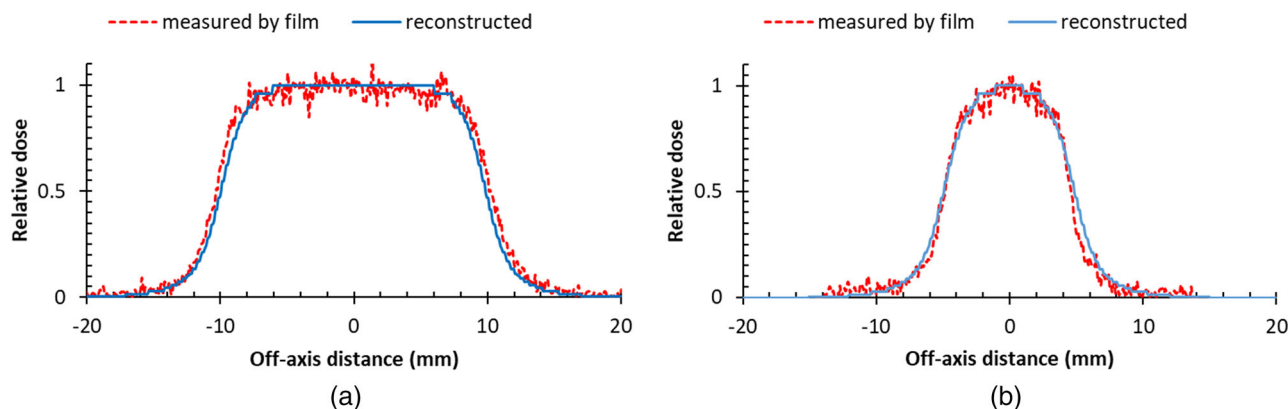 measured by film reconstructed
measured by film reconstructed
Relative dose
1
0.5
0
-20 -10 0 10 20
Off-axis distance (mm)
(a)
Relative dose
1
0.5
0
-20 -10 0 10 20
Off-axis distance (mm)
(b)